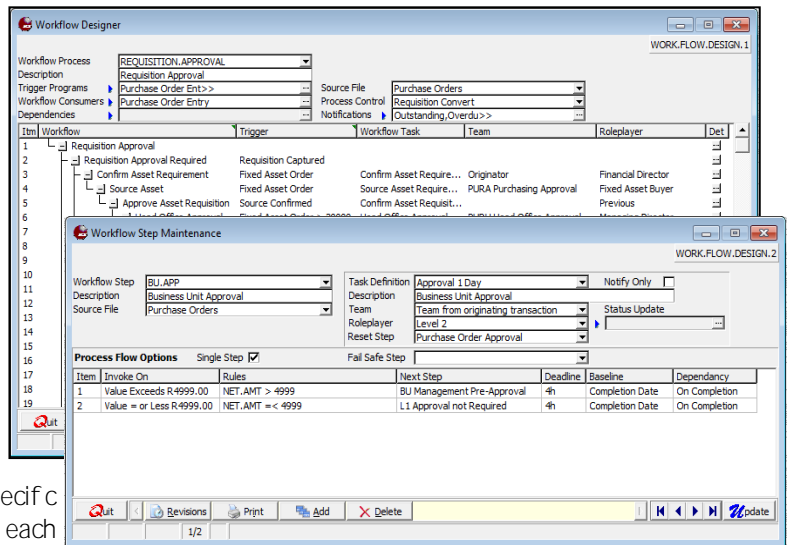 Workflow Designer
WORK.FLOW.DESIGN.1
Workflow Process REQUISITION.APPROVAL
Description Requisition Approval
Trigger Programs Purchase Order Ent>> Source File Purchase Orders
Workflow Consumers Purchase Order Entry Process Control Requisition Convert
Dependencies Notifications Outstanding,Overdu>>
Itm Workflow Trigger Workflow Task Team Roleplayer Det
1 Requisition Approval
2 Requisition Approval Required Requisition Captured
3 Confirm Asset Requirement Fixed Asset Order Confirm Asset Require... Originator Financial Director
4 Source Asset Fixed Asset Order Source Asset Require... PURA Purchasing Approval Fixed Asset Buyer
5 Approve Asset Requisition Source Confirmed Confirm Asset Requisit... Previous
6
7
8
9
10
11
12
13
14
15
16
17
18
19
Quit
Workflow Step Maintenance
WORK.FLOW.DESIGN.2
Workflow Step BU.APP Task Definition Approval 1 Day Notify Only
Description Business Unit Approval Description Business Unit Approval
Source File Purchase Orders Team Team from originating transaction Status Update
Roleplayer Level 2
Reset Step Purchase Order Approval
Process Flow Options Single Step Fail Safe Step
Item Invoke On Rules Next Step Deadline Baseline Dependancy
1 Value Exceeds R4999.00 NET.AMT > 4999 BU Management Pre-Approval 4h Completion Date On Completion
2 Value = or Less R4999.00 NET.AMT =< 4999 L1 Approval not Required 4h Completion Date On Completion
Quit Revisions Print Add Delete Update
1/2
ecif c
each